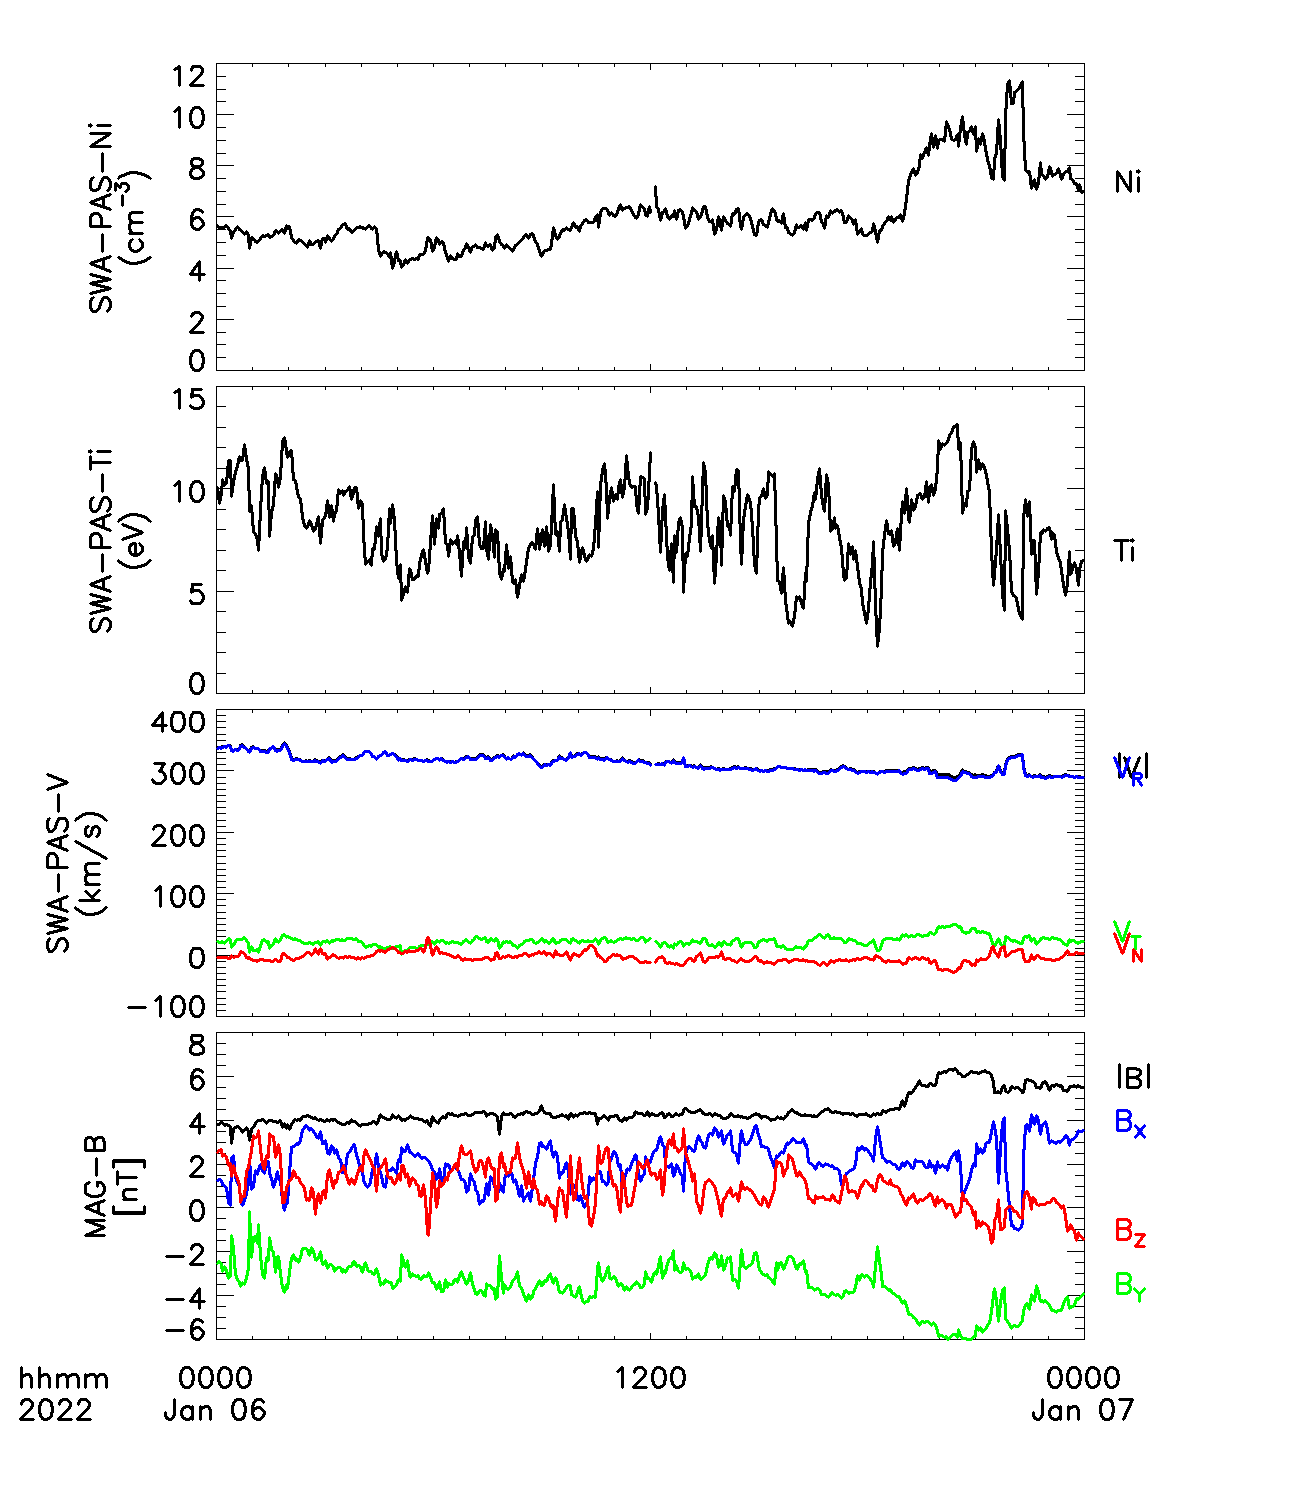 12
10
8
6
4
2
0
SWA-PAS-Ni
(cm⁻³)
Ni
15
10
5
0
SWA-PAS-Ti
(eV)
Ti
400
300
200
100
0
-100
SWA-PAS-V
(km/s)
|V|
V_R
V_T
V_N
8
6
4
2
0
-2
-4
-6
MAG-B
[nT]
|B|
B_X
B_Z
B_Y
hhmm 0000 1200 0000
2022 Jan 06 Jan 07